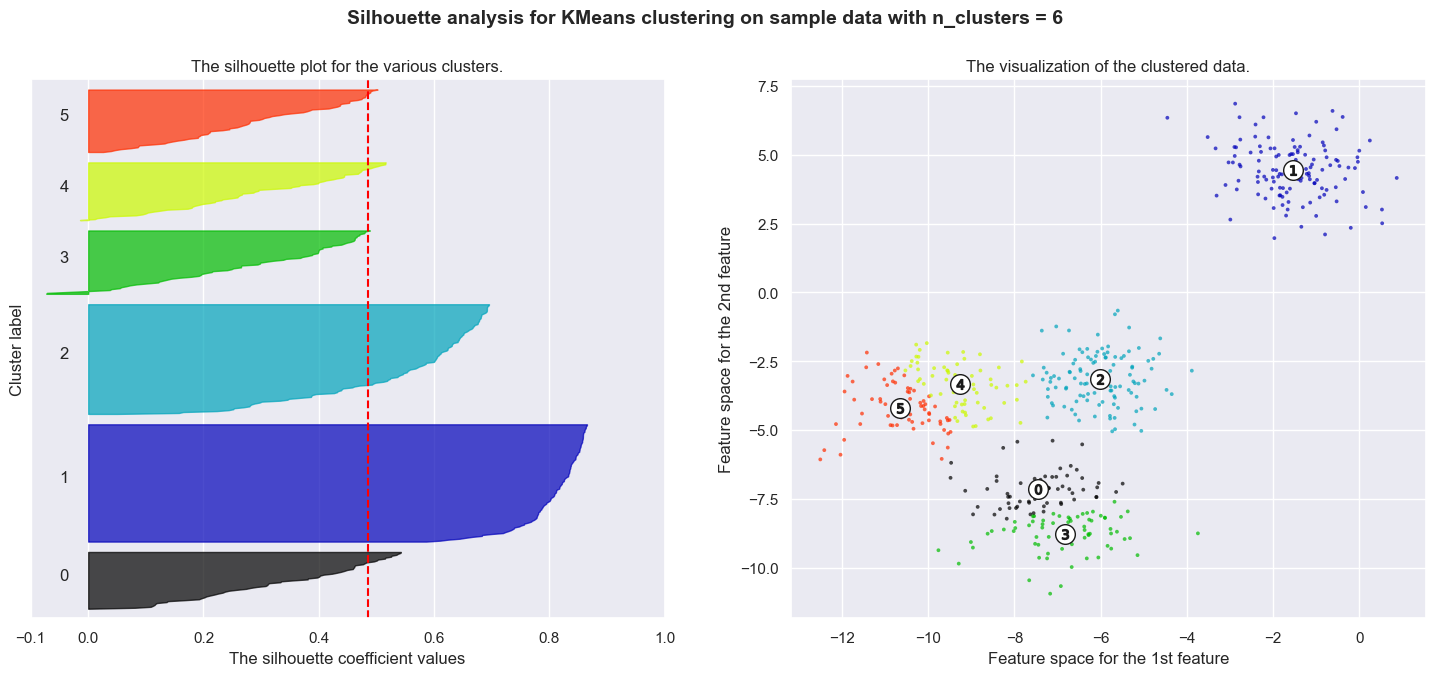 Silhouette analysis for KMeans clustering on sample data with n_clusters = 6
The silhouette plot for the various clusters.
Cluster label
5
4
3
2
1
0
−0.1 0.0 0.2 0.4 0.6 0.8 1.0
The silhouette coefficient values
The visualization of the clustered data.
Feature space for the 2nd feature
7.5
5.0
2.5
0.0
−2.5
−5.0
−7.5
−10.0
1
2
4
5
0
3
−12 −10 −8 −6 −4 −2 0
Feature space for the 1st feature